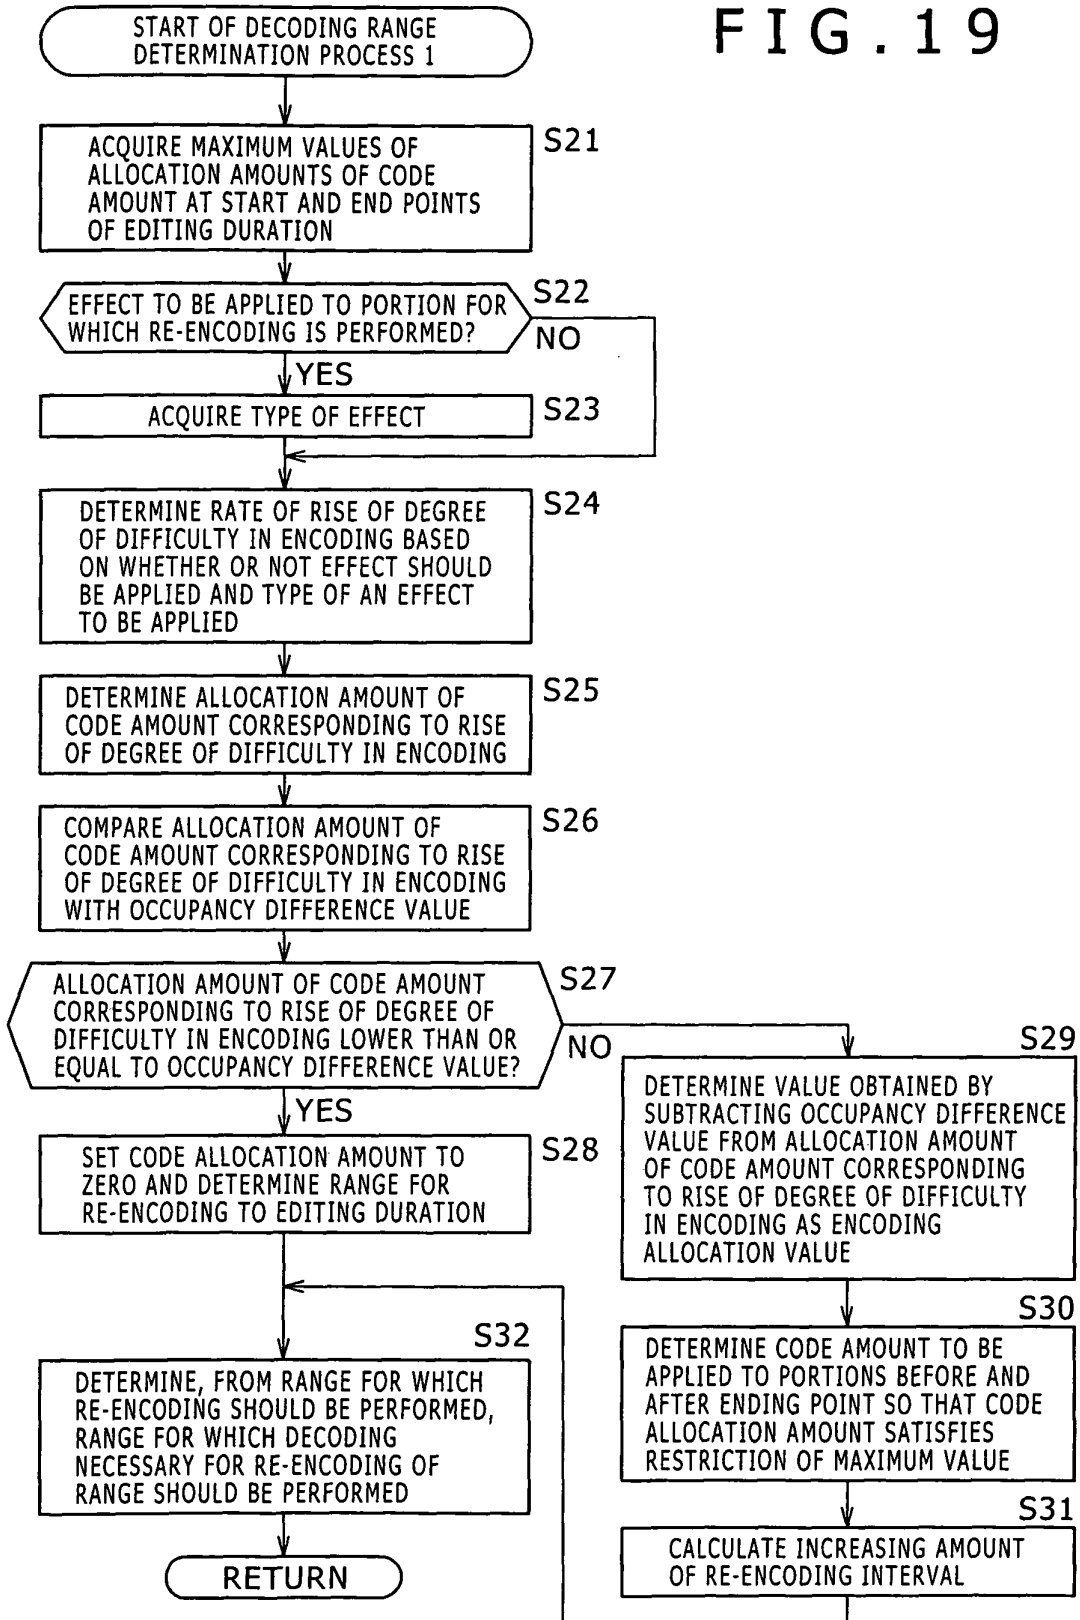 FIG.19
START OF DECODING RANGE
DETERMINATION PROCESS 1
S21
ACQUIRE MAXIMUM VALUES OF
ALLOCATION AMOUNTS OF CODE
AMOUNT AT START AND END POINTS
OF EDITING DURATION
S22
EFFECT TO BE APPLIED TO PORTION FOR
WHICH RE-ENCODING IS PERFORMED?
NO
YES
S23
ACQUIRE TYPE OF EFFECT
S24
DETERMINE RATE OF RISE OF DEGREE
OF DIFFICULTY IN ENCODING BASED
ON WHETHER OR NOT EFFECT SHOULD
BE APPLIED AND TYPE OF AN EFFECT
TO BE APPLIED
S25
DETERMINE ALLOCATION AMOUNT OF
CODE AMOUNT CORRESPONDING TO RISE
OF DEGREE OF DIFFICULTY IN ENCODING
S26
COMPARE ALLOCATION AMOUNT OF
CODE AMOUNT CORRESPONDING TO RISE
OF DEGREE OF DIFFICULTY IN ENCODING
WITH OCCUPANCY DIFFERENCE VALUE
S27
ALLOCATION AMOUNT OF CODE AMOUNT
CORRESPONDING TO RISE OF DEGREE OF
DIFFICULTY IN ENCODING LOWER THAN OR
EQUAL TO OCCUPANCY DIFFERENCE VALUE?
NO
YES
S28
SET CODE ALLOCATION AMOUNT TO
ZERO AND DETERMINE RANGE FOR
RE-ENCODING TO EDITING DURATION
S29
DETERMINE VALUE OBTAINED BY
SUBTRACTING OCCUPANCY DIFFERENCE
VALUE FROM ALLOCATION AMOUNT
OF CODE AMOUNT CORRESPONDING
TO RISE OF DEGREE OF DIFFICULTY
IN ENCODING AS ENCODING
ALLOCATION VALUE
S30
DETERMINE CODE AMOUNT TO BE
APPLIED TO PORTIONS BEFORE AND
AFTER ENDING POINT SO THAT CODE
ALLOCATION AMOUNT SATISFIES
RESTRICTION OF MAXIMUM VALUE
S31
CALCULATE INCREASING AMOUNT
OF RE-ENCODING INTERVAL
S32
DETERMINE, FROM RANGE FOR WHICH
RE-ENCODING SHOULD BE PERFORMED,
RANGE FOR WHICH DECODING
NECESSARY FOR RE-ENCODING OF
RANGE SHOULD BE PERFORMED
RETURN